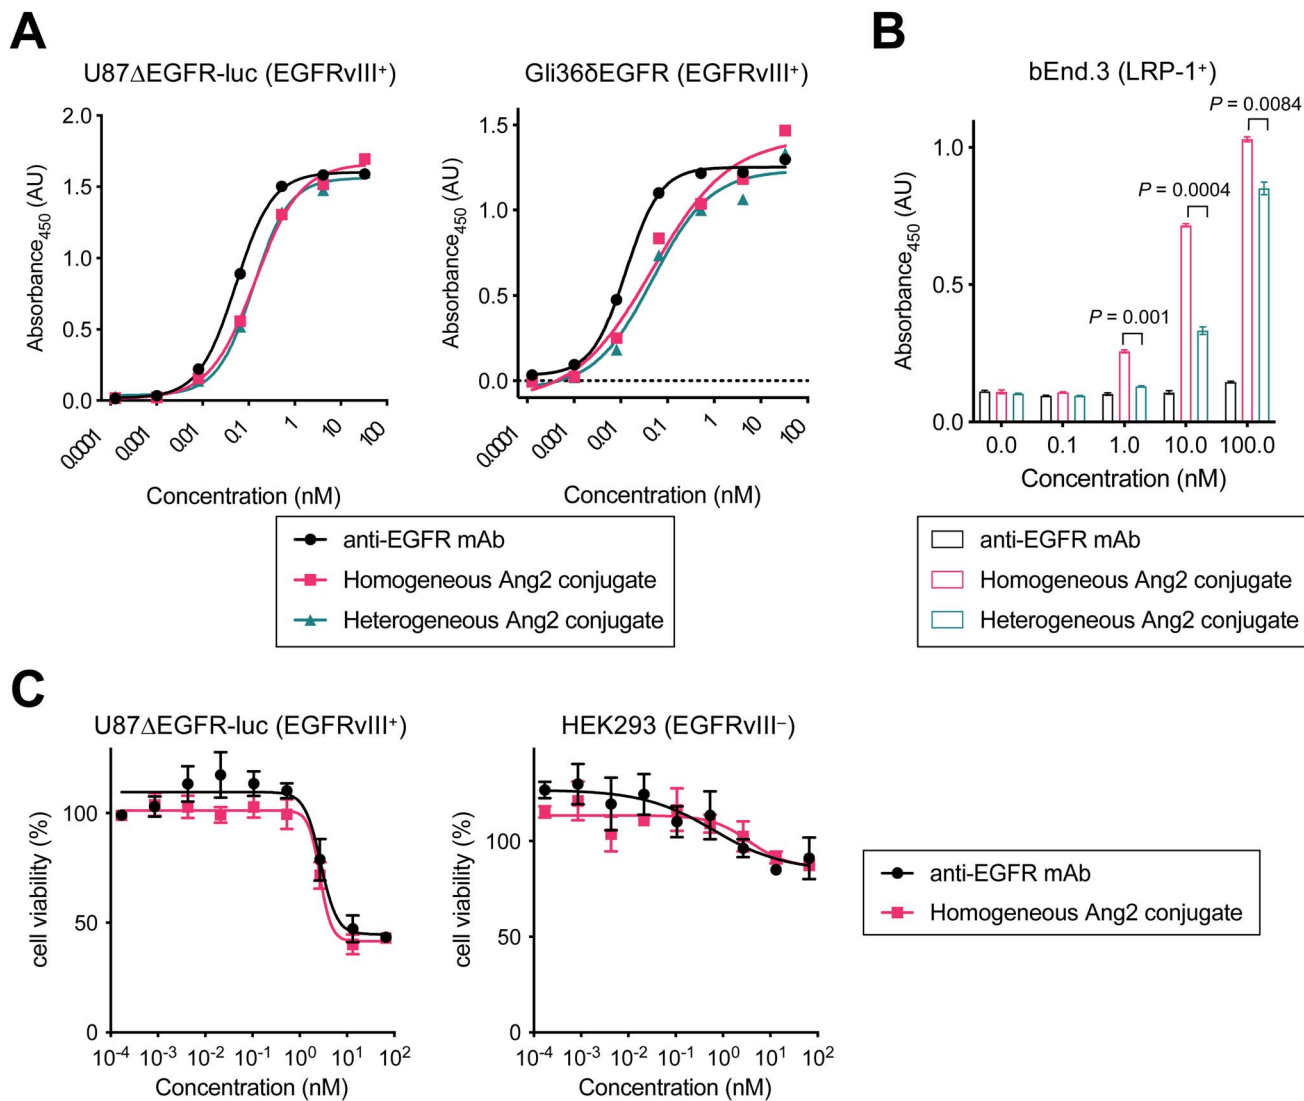 A
U87ΔEGFR-luc (EGFRvIII⁺)
Absorbance₄₅₀ (AU)
2.0
1.5
1.0
0.5
0.0
0.0001
0.0001
0.01
0.1
1
10
100
Concentration (nM)
Gli36δEGFR (EGFRvIII⁺)
Absorbance₄₅₀ (AU)
1.5
1.0
0.5
0.0
0.0001
0.0001
0.01
0.1
1
10
100
Concentration (nM)
anti-EGFR mAb
Homogeneous Ang2 conjugate
Heterogeneous Ang2 conjugate
B
bEnd.3 (LRP-1⁺)
Absorbance₄₅₀ (AU)
1.0
0.5
0.0
P = 0.001
P = 0.0004
P = 0.0084
0.0 0.1 1.0 10.0 100.0
Concentration (nM)
anti-EGFR mAb
Homogeneous Ang2 conjugate
Heterogeneous Ang2 conjugate
C
U87ΔEGFR-luc (EGFRvIII⁺)
cell viability (%)
100
50
0
10⁻⁴ 10⁻³ 10⁻² 10⁻¹ 10⁰ 10¹ 10²
Concentration (nM)
HEK293 (EGFRvIII⁻)
cell viability (%)
100
50
0
10⁻⁴ 10⁻³ 10⁻² 10⁻¹ 10⁰ 10¹ 10²
Concentration (nM)
anti-EGFR mAb
Homogeneous Ang2 conjugate